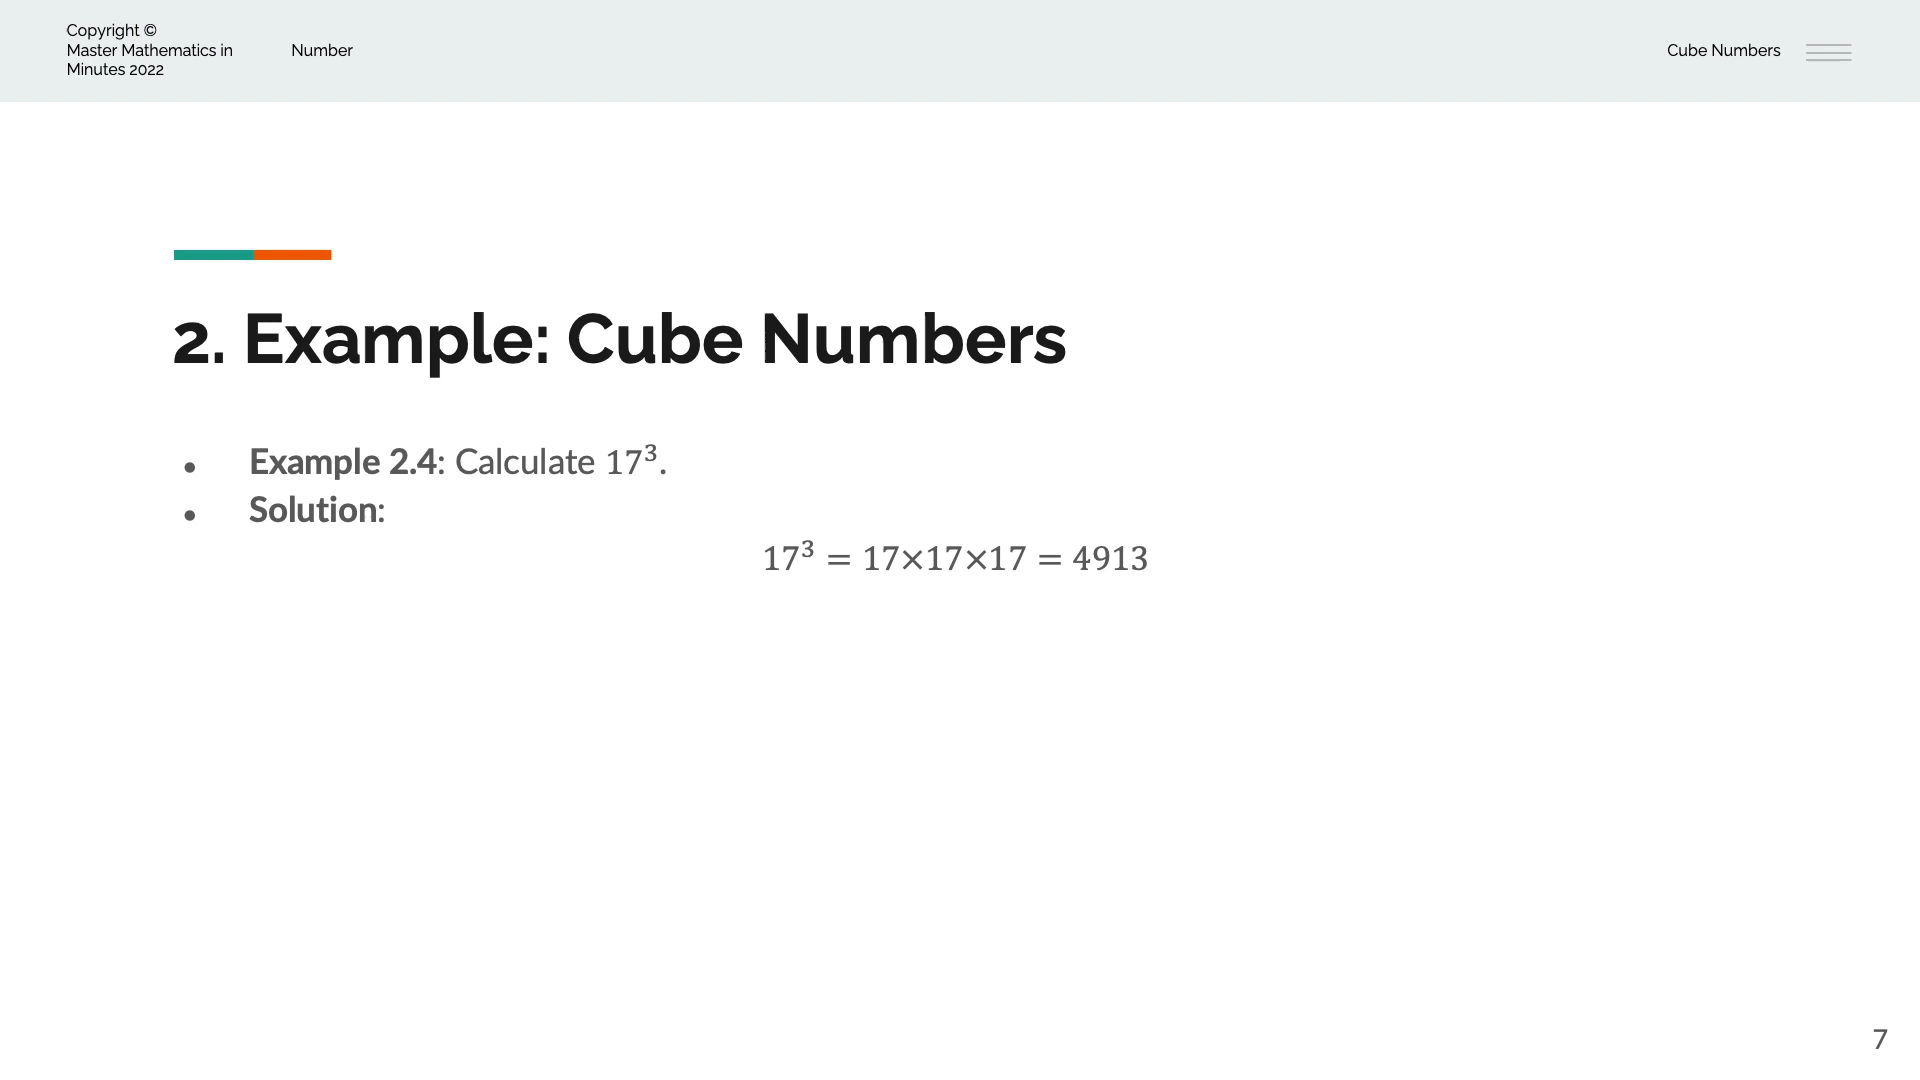 Copyright ©
Master Mathematics in
Minutes 2022
Number
Cube Numbers
2. Example: Cube Numbers
● Example 2.4: Calculate 17³.
● Solution:
17³ = 17×17×17 = 4913
7